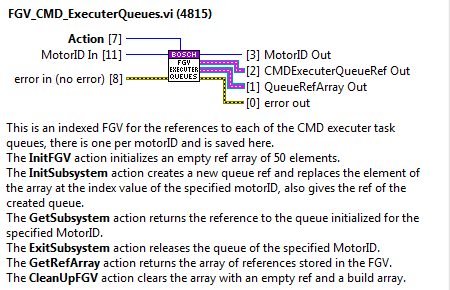 FGV_CMD_ExecuterQueues.vi (4815)
Action [7]
MotorID In [11]
error in (no error) [8]
BOSCH
FGV
EXECUTER
QUEUES
[3] MotorID Out
[2] CMDExecuterQueueRef Out
[1] QueueRefArray Out
[0] error out
This is an indexed FGV for the references to each of the CMD executer task
queues, there is one per motorID and is saved here.
The InitFGV action initializes an empty ref array of 50 elements.
The InitSubsystem action creates a new queue ref and replaces the element of
the array at the index value of the specified motorID, also gives the ref of the
created queue.
The GetSubsystem action returns the reference to the queue initialized for the
specified MotorID.
The ExitSubsystem action releases the queue of the specified MotorID.
The GetRefArray action returns the array of references stored in the FGV.
The CleanUpFGV action clears the array with an empty ref and a build array.